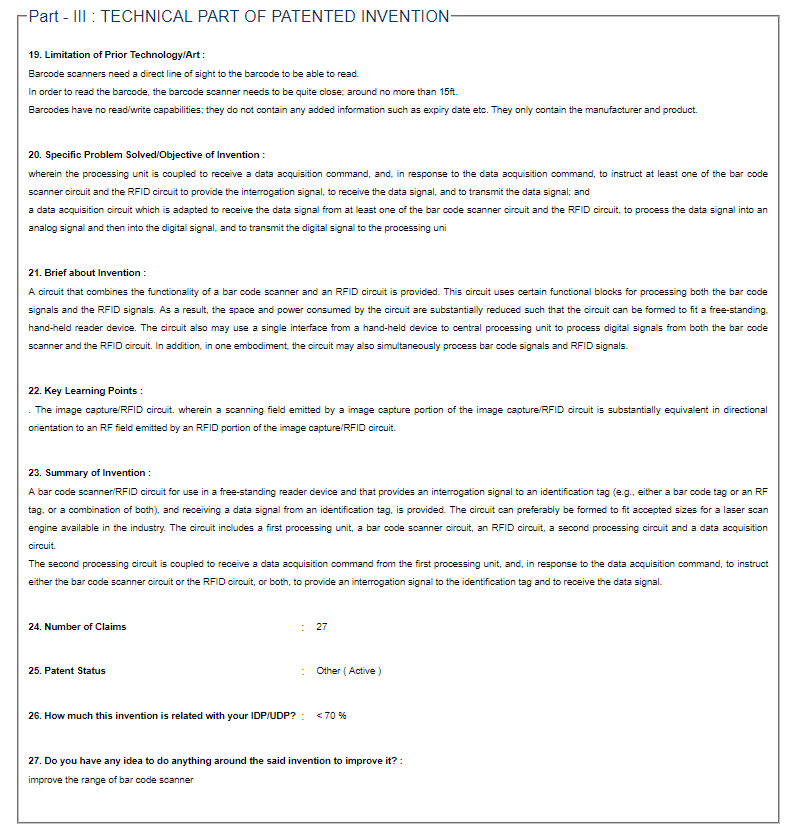 Part - III : TECHNICAL PART OF PATENTED INVENTION
19. Limitation of Prior Technology/Art :
Barcode scanners need a direct line of sight to the barcode to be able to read.
In order to read the barcode, the barcode scanner needs to be quite close; around no more than 15ft.
Barcodes have no read/write capabilities; they do not contain any added information such as expiry date etc. They only contain the manufacturer and product.
20. Specific Problem Solved/Objective of Invention :
wherein the processing unit is coupled to receive a data acquisition command, and, in response to the data acquisition command, to instruct at least one of the bar code
scanner circuit and the RFID circuit to provide the interrogation signal, to receive the data signal, and to transmit the data signal; and
a data acquisition circuit which is adapted to receive the data signal from at least one of the bar code scanner circuit and the RFID circuit, to process the data signal into an
analog signal and then into the digital signal, and to transmit the digital signal to the processing uni
21. Brief about Invention :
A circuit that combines the functionality of a bar code scanner and an RFID circuit is provided. This circuit uses certain functional blocks for processing both the bar code
signals and the RFID signals. As a result, the space and power consumed by the circuit are substantially reduced such that the circuit can be formed to fit a free-standing,
hand-held reader device. The circuit also may use a single interface from a hand-held device to central processing unit to process digital signals from both the bar code
scanner and the RFID circuit. In addition, in one embodiment, the circuit may also simultaneously process bar code signals and RFID signals.
22. Key Learning Points :
. The image capture/RFID circuit. wherein a scanning field emitted by a image capture portion of the image capture/RFID circuit is substantially equivalent in directional
orientation to an RF field emitted by an RFID portion of the image capture/RFID circuit.
23. Summary of Invention :
A bar code scanner/RFID circuit for use in a free-standing reader device and that provides an interrogation signal to an identification tag (e.g., either a bar code tag or an RF
tag, or a combination of both), and receiving a data signal from an identification tag, is provided. The circuit can preferably be formed to fit accepted sizes for a laser scan
engine available in the industry. The circuit includes a first processing unit, a bar code scanner circuit, an RFID circuit, a second processing circuit and a data acquisition
circuit.
The second processing circuit is coupled to receive a data acquisition command from the first processing unit, and, in response to the data acquisition command, to instruct
either the bar code scanner circuit or the RFID circuit, or both, to provide an interrogation signal to the identification tag and to receive the data signal.
24. Number of Claims : 27
25. Patent Status : Other ( Active )
26. How much this invention is related with your IDP/UDP? : < 70 %
27. Do you have any idea to do anything around the said invention to improve it? :
improve the range of bar code scanner